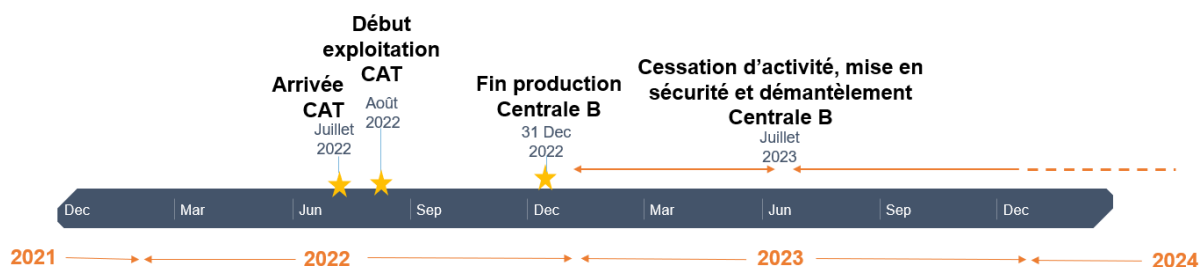 Début
exploitation
CAT
Août
2022
Arrivée
CAT
Juillet
2022
Fin production
Centrale B
31 Dec
2022
Cessation d’activité, mise en
sécurité et démantèlement
Centrale B
Juillet
2023
Dec Mar Jun Sep Dec Mar Jun Sep Dec
2021 2022 2023 2024